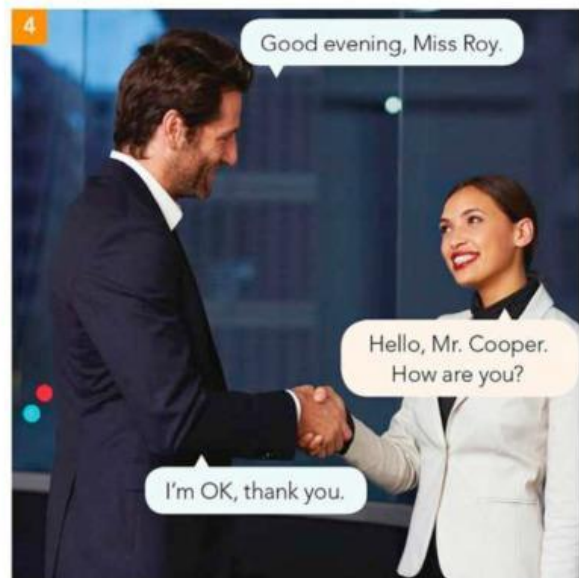 4
Good evening, Miss Roy.
Hello, Mr. Cooper.
How are you?
I'm OK, thank you.